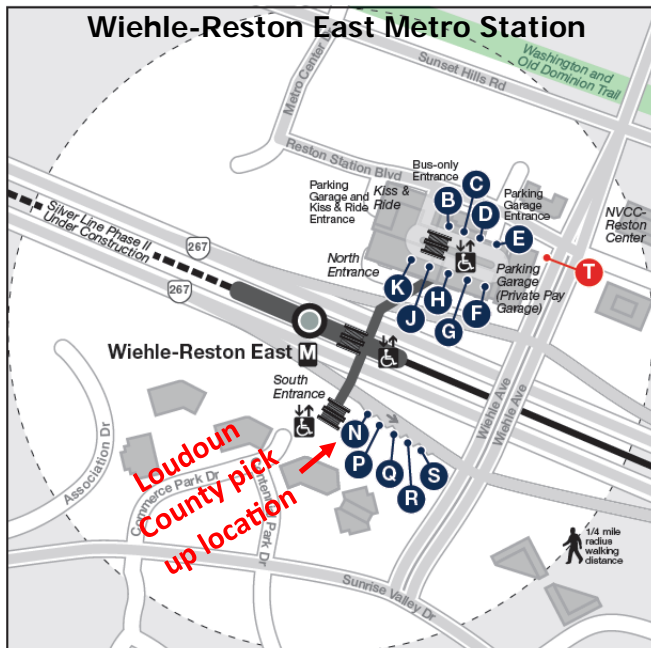 Wiehle-Reston East Metro Station
Washington and
Old Dominion Trail
Sunset Hills Rd
Metro Center D
Reston Station Blvd
Bus-only
Entrance
Parking
Garage and
Kiss & Ride
Entrance
Kiss &
Ride
Parking
Garage
Entrance
B
C
D
E
NVCC-
Reston
Center
T
Silver Line Phase II
Under Construction
267
267
North
Entrance
K
J
H
G
F
Parking
Garage
(Private Pay
Garage)
Wiehle-Reston East M
South
Entrance
Wiehle Ave
Wiehle Ave
N
P
Q
R
S
Loudoun
County pick
up location
Association Dr
Commerce Park Dr
Park Dr
Sunrise Valley Dr
1/4 mile
radius
walking
distance